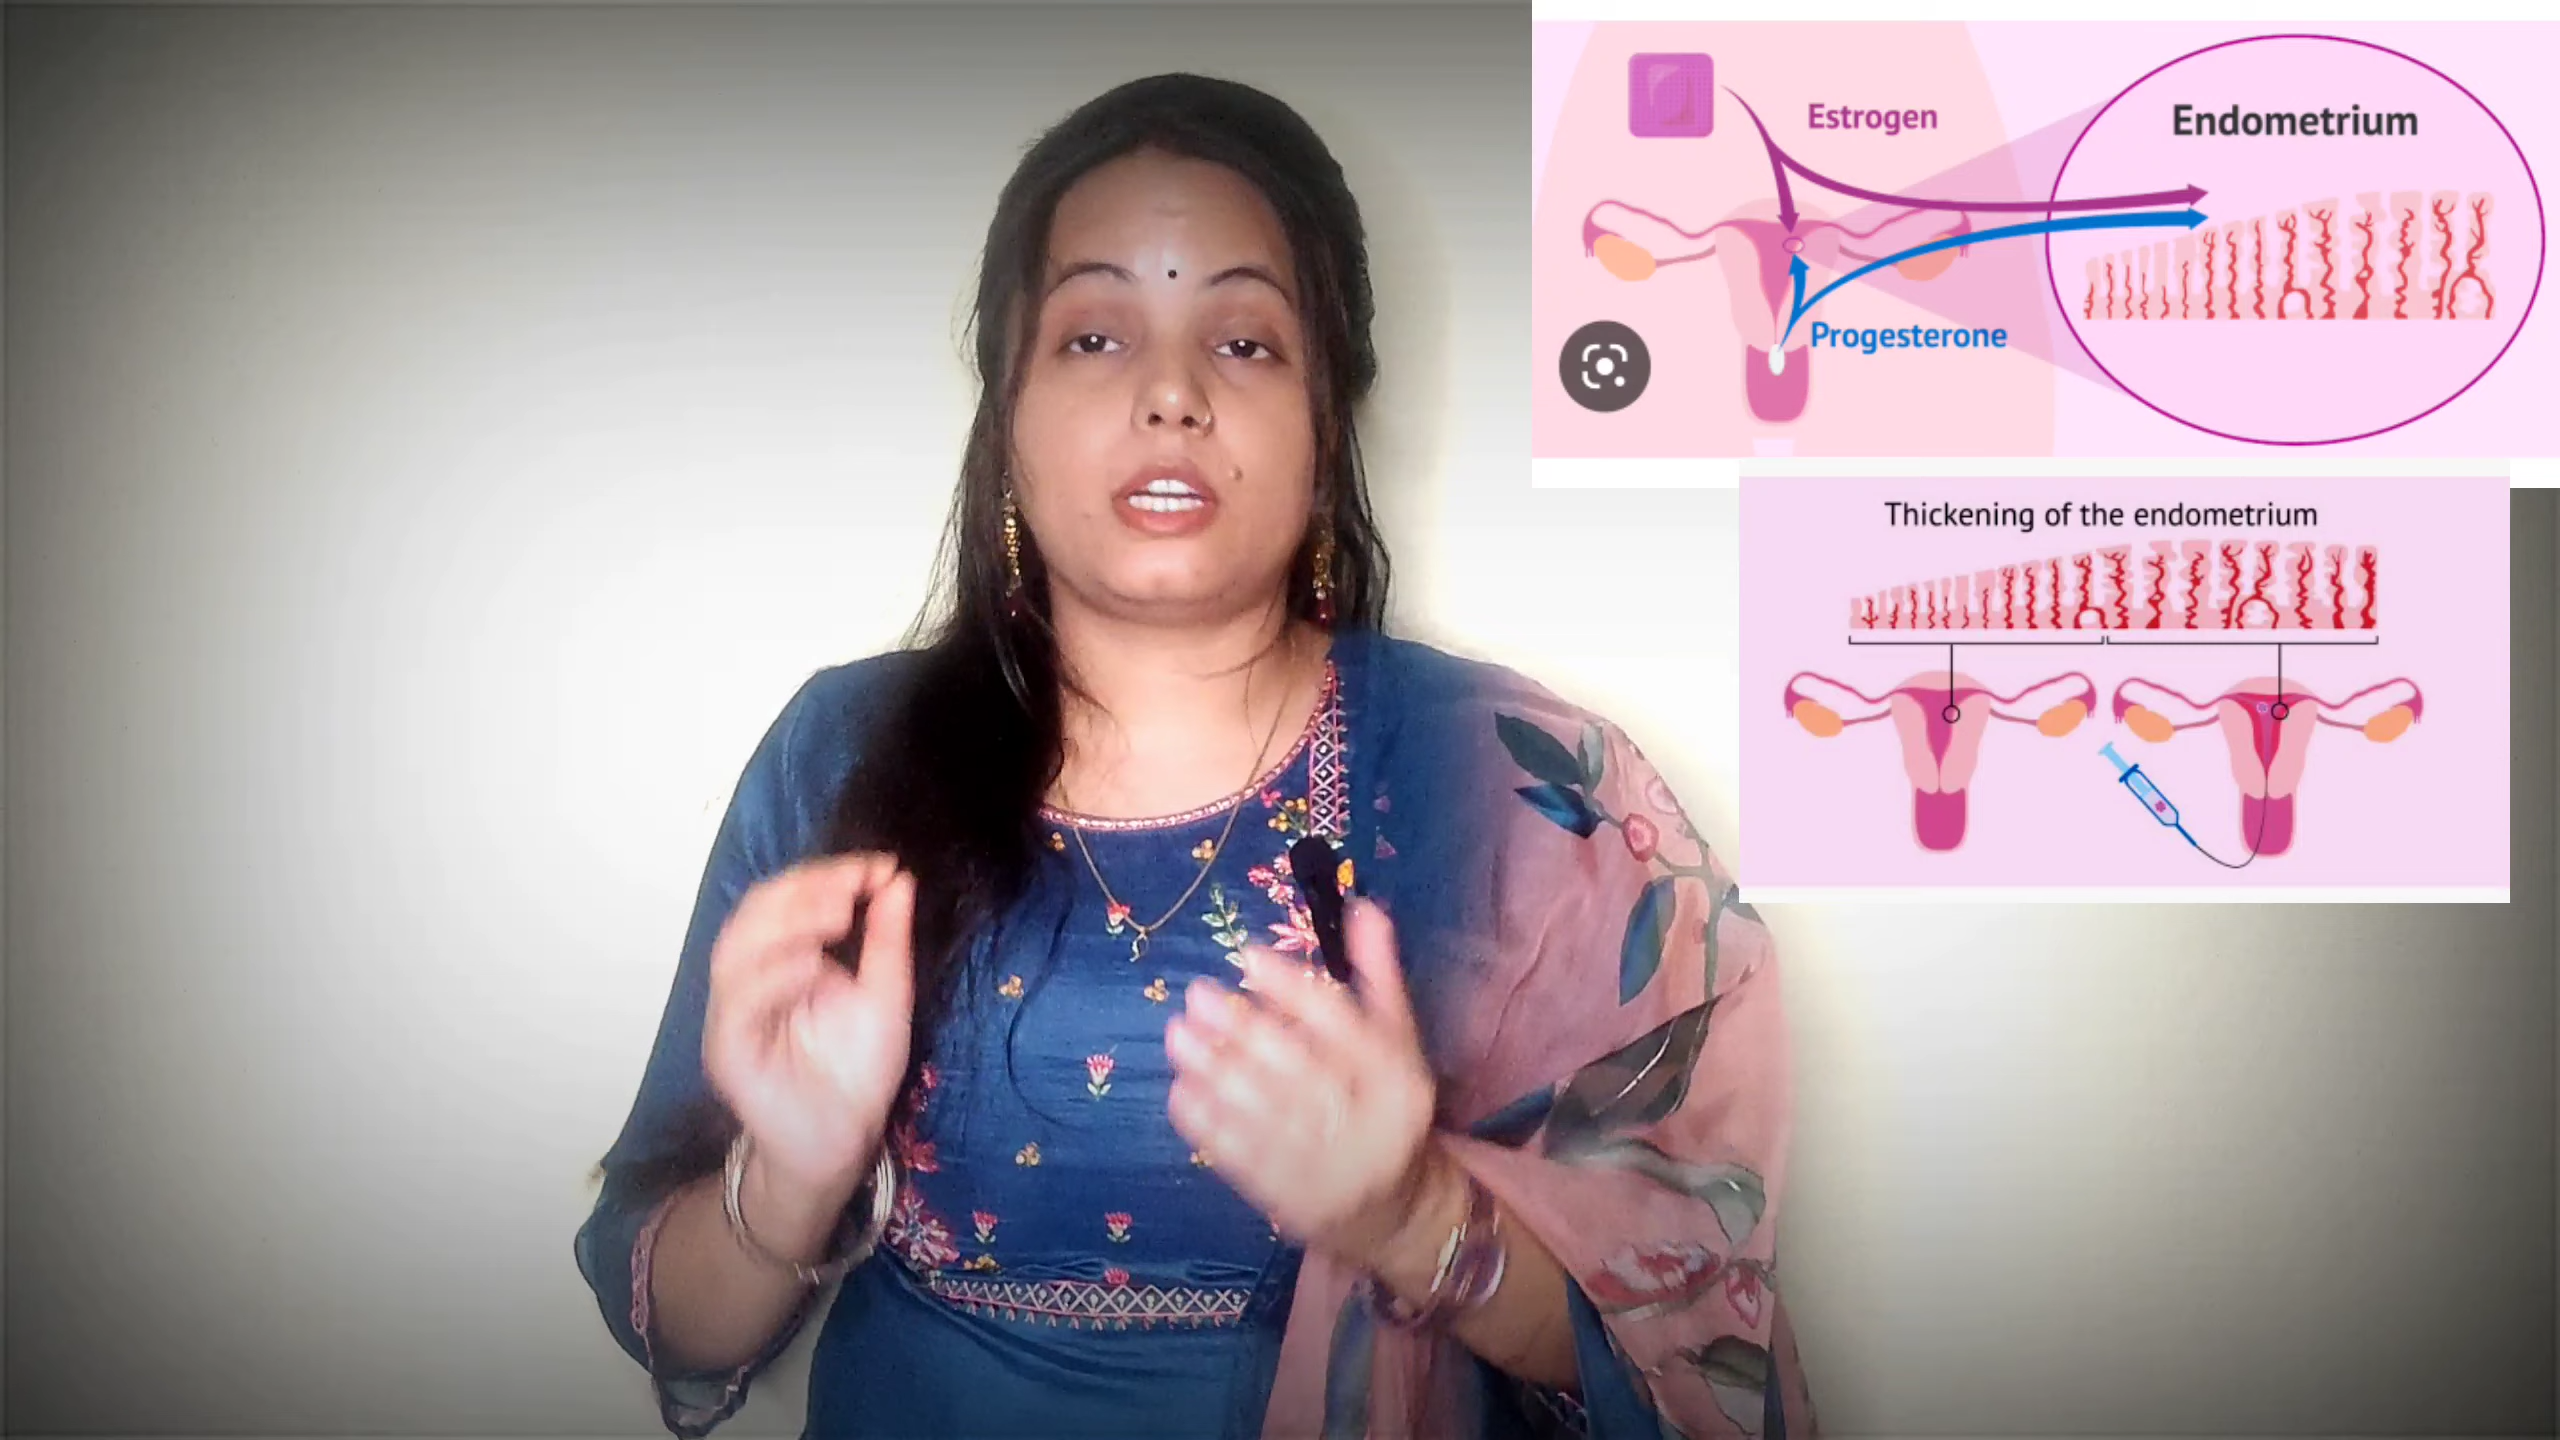 Estrogen
Endometrium
Progesterone
Thickening of the endometrium